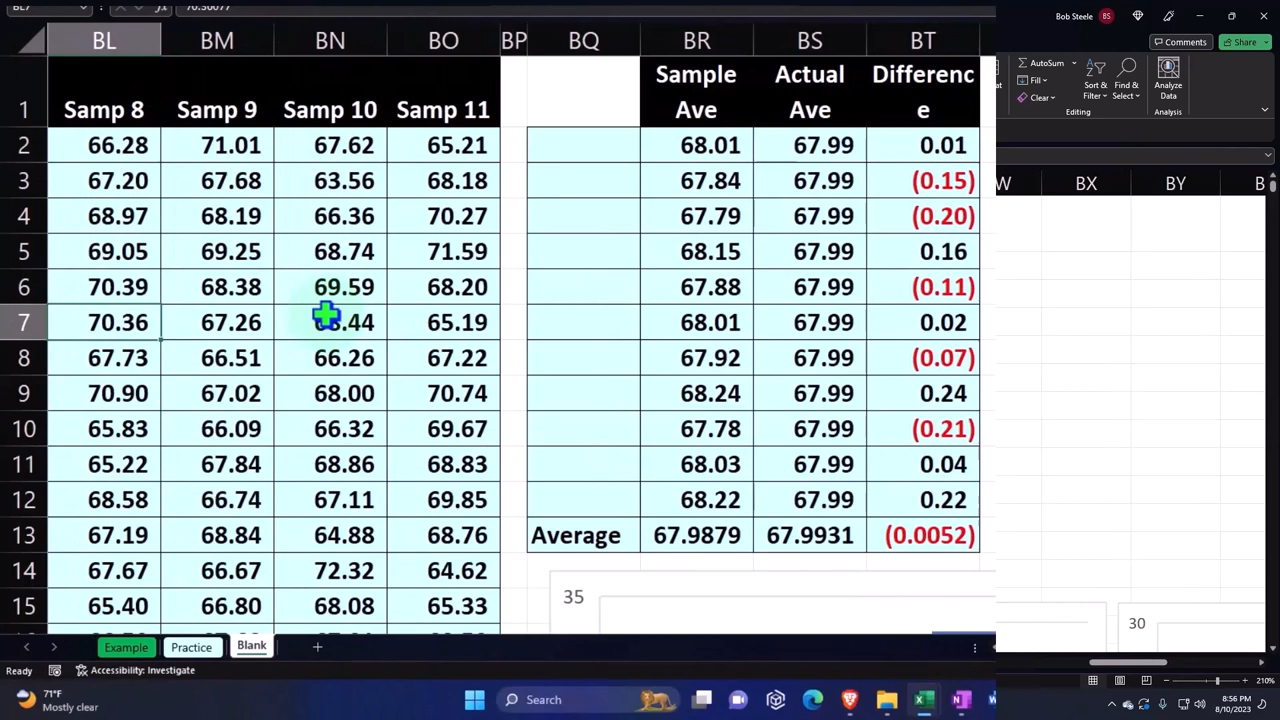 Bob Steele BS
Comments Share
BL7 fx 70.36077
AutoSum
Fill
Clear
Sort &
Filter
Find &
Select
Analyze
Data
Editing
Analysis
BL BM BN BO BP BQ BR BS BT
W BX BY B
1 Samp 8 Samp 9 Samp 10 Samp 11
Sample
Ave
Actual
Ave
Differenc
e
2 66.28 71.01 67.62 65.21 68.01 67.99 0.01
3 67.20 67.68 63.56 68.18 67.84 67.99 (0.15)
4 68.97 68.19 66.36 70.27 67.79 67.99 (0.20)
5 69.05 69.25 68.74 71.59 68.15 67.99 0.16
6 70.39 68.38 69.59 68.20 67.88 67.99 (0.11)
7 70.36 67.26 .44 65.19 68.01 67.99 0.02
8 67.73 66.51 66.26 67.22 67.92 67.99 (0.07)
9 70.90 67.02 68.00 70.74 68.24 67.99 0.24
10 65.83 66.09 66.32 69.67 67.78 67.99 (0.21)
11 65.22 67.84 68.86 68.83 68.03 67.99 0.04
12 68.58 66.74 67.11 69.85 68.22 67.99 0.22
13 67.19 68.84 64.88 68.76 Average 67.9879 67.9931 (0.0052)
14 67.67 66.67 72.32 64.62
15 65.40 66.80 68.08 65.33
35
30
Example Practice Blank
Ready Accessibility: Investigate
210%
71°F
Mostly clear
Search
8:56 PM
8/10/2023